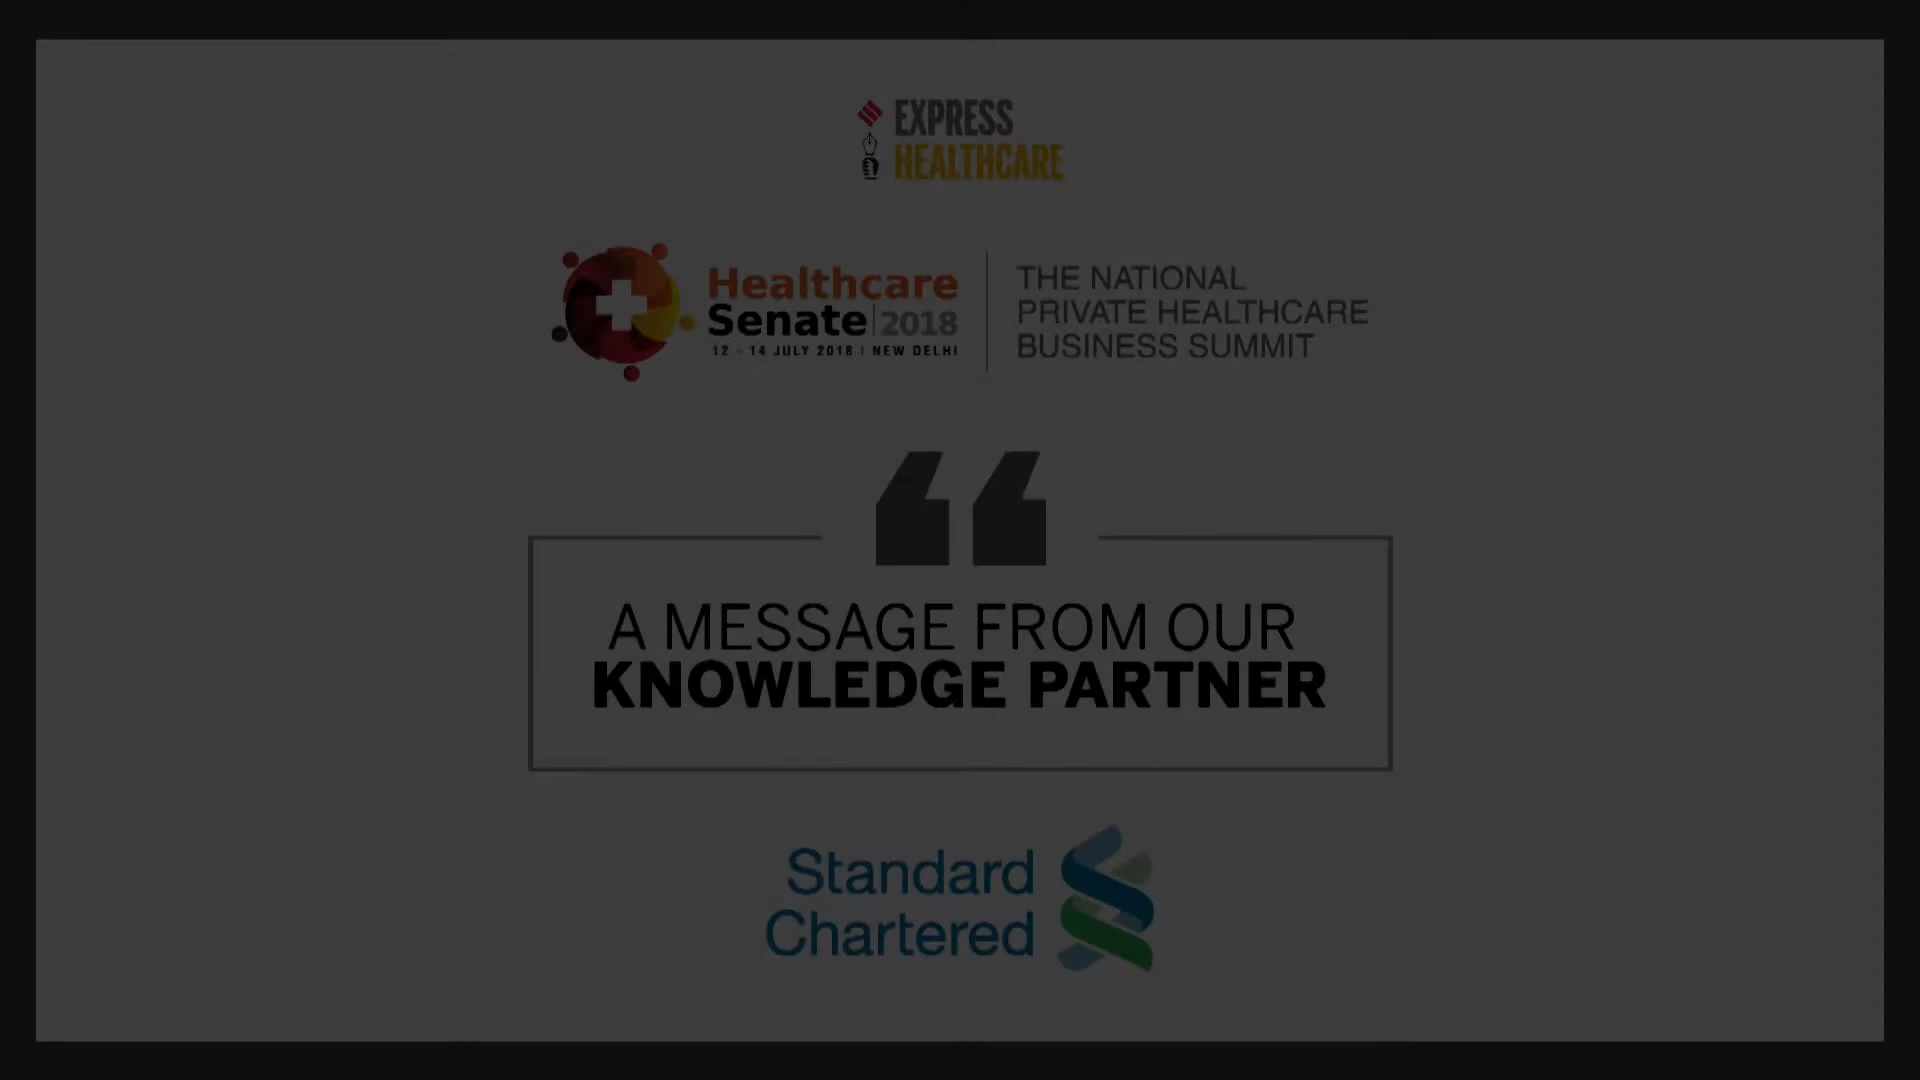 EXPRESS
HEALTHCARE
Healthcare
Senate|2018
12 - 14 JULY 2018 | NEW DELHI
THE NATIONAL
PRIVATE HEALTHCARE
BUSINESS SUMMIT
“
A MESSAGE FROM OUR
KNOWLEDGE PARTNER
Standard
Chartered